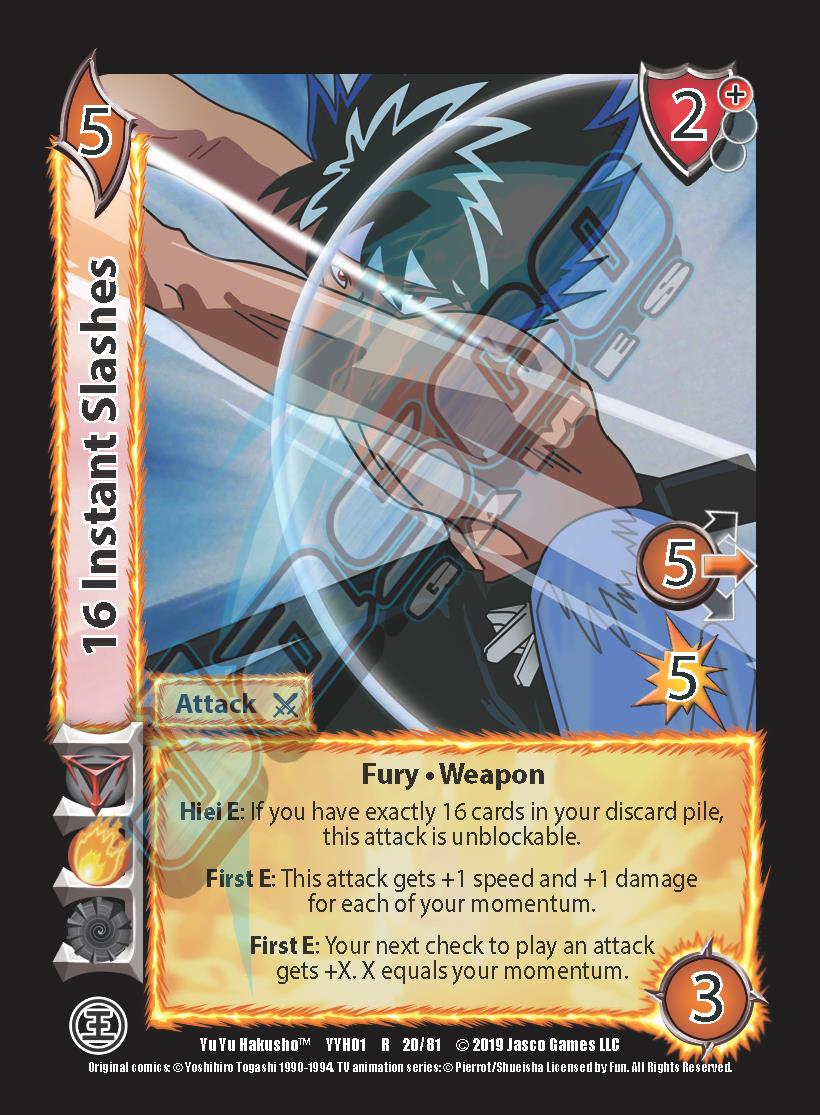 5
2
+
16 Instant Slashes
5
5
Attack
Fury • Weapon
Hiei E: If you have exactly 16 cards in your discard pile,
this attack is unblockable.
First E: This attack gets +1 speed and +1 damage
for each of your momentum.
First E: Your next check to play an attack
gets +X. X equals your momentum.
3
王
Yu Yu Hakusho™ YYH01 R 20/81 © 2019 Jasco Games LLC
Original comics: © Yoshihiro Togashi 1990-1994. TV animation series: © Pierrot/Shueisha Licensed by Fun. All Rights Reserved.